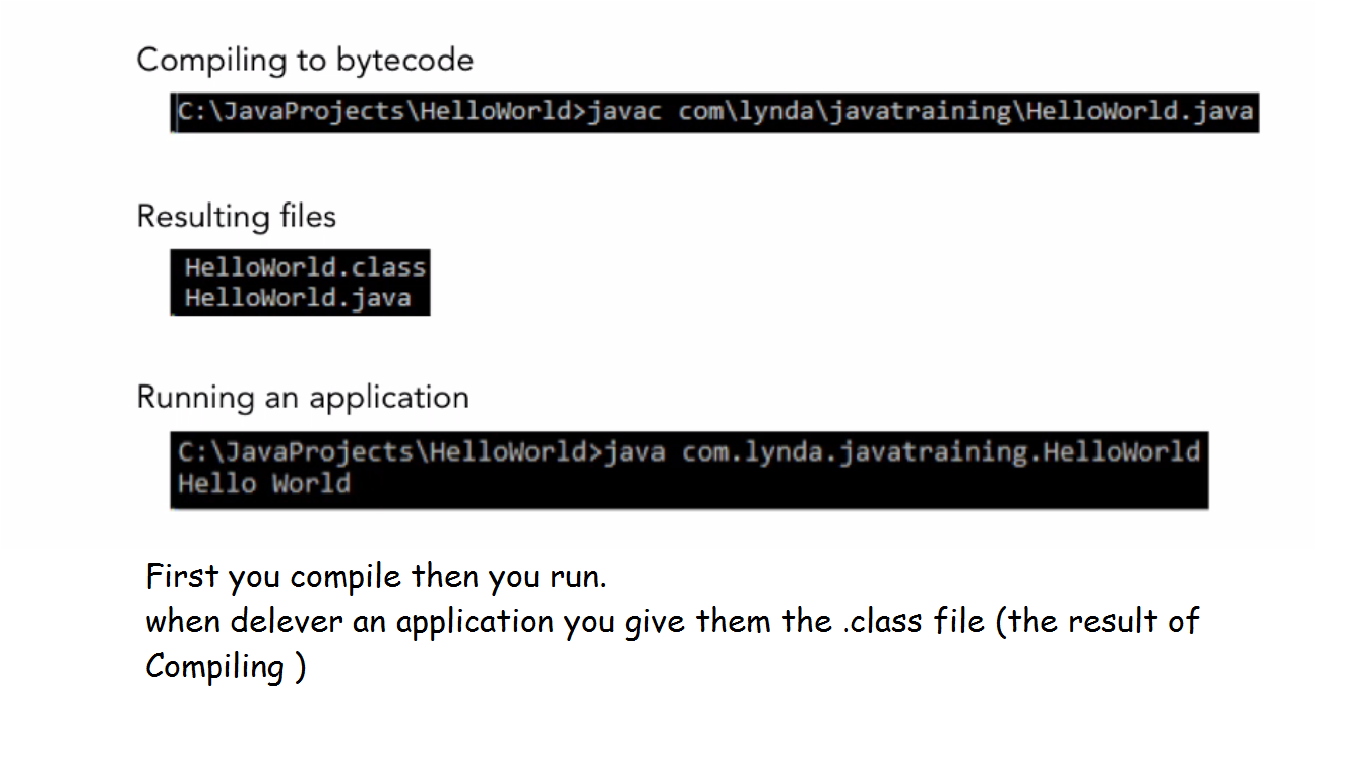 Compiling to bytecode
C:\JavaProjects\HelloWorld>javac com\lynda\javatraining\HelloWorld.java
Resulting files
HelloWorld.class
HelloWorld.java
Running an application
C:\JavaProjects\HelloWorld>java com.lynda.javatraining.HelloWorld
Hello World
First you compile then you run.
when delever an application you give them the .class file (the result of
Compiling )